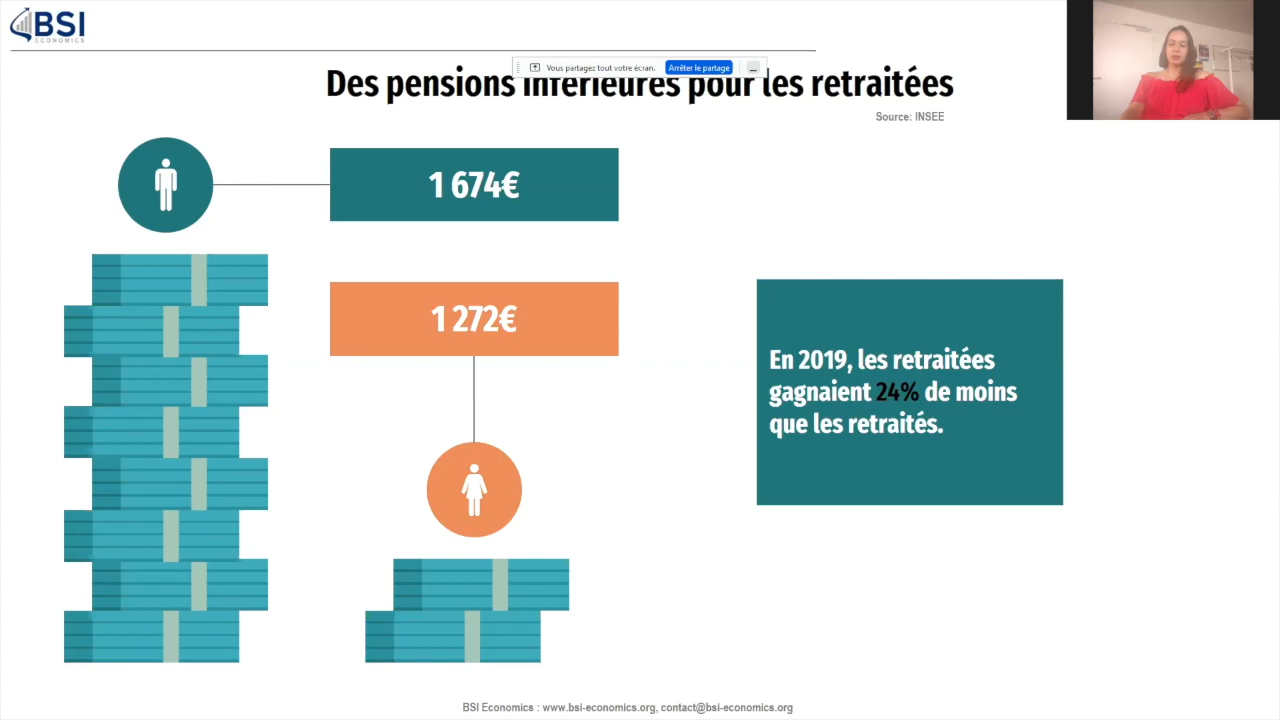 BSI
ECONOMICS
Vous partagez tout votre écran.
Arrêter le partage
Des pensions inférieures pour les retraitées
Source: INSEE
1 674€
1 272€
En 2019, les retraitées
gagnaient 24% de moins
que les retraités.
BSI Economics : www.bsi-economics.org, contact@bsi-economics.org